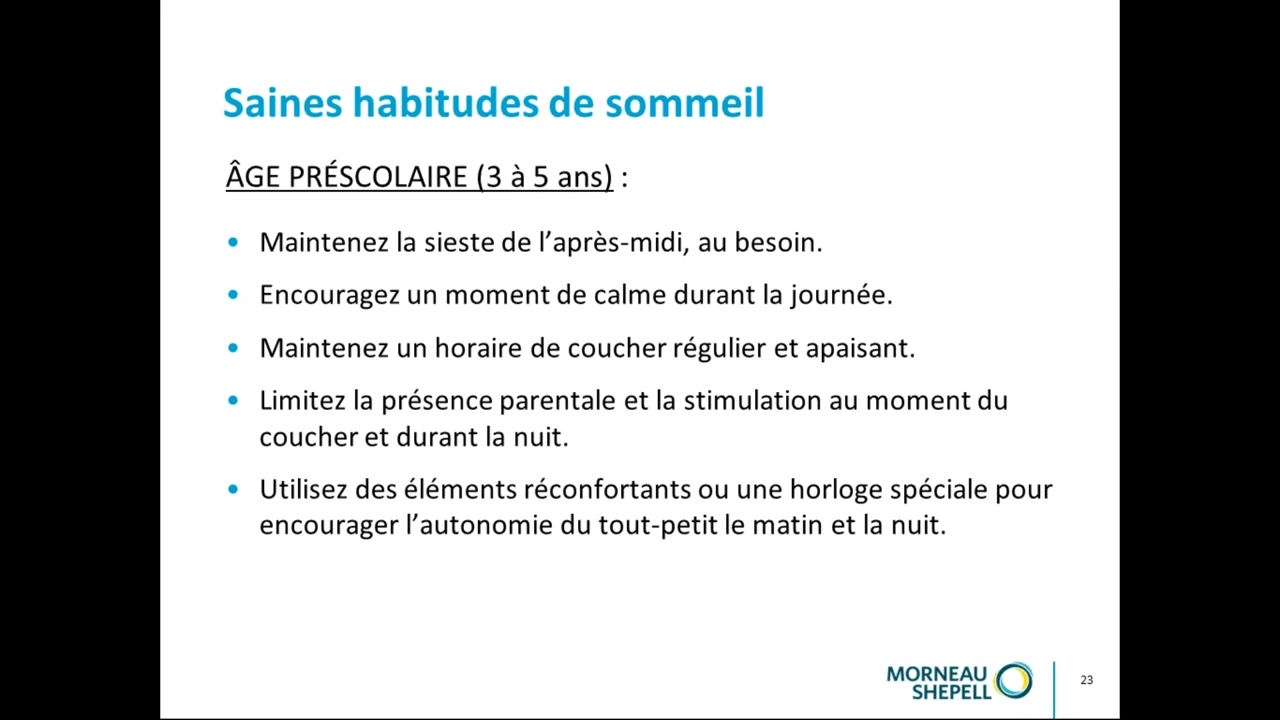 Saines habitudes de sommeil
ÂGE PRÉSCOLAIRE (3 à 5 ans) :
• Maintenez la sieste de l’après-midi, au besoin.
• Encouragez un moment de calme durant la journée.
• Maintenez un horaire de coucher régulier et apaisant.
• Limitez la présence parentale et la stimulation au moment du
coucher et durant la nuit.
• Utilisez des éléments réconfortants ou une horloge spéciale pour
encourager l’autonomie du tout-petit le matin et la nuit.
MORNEAU
SHEPELL
23